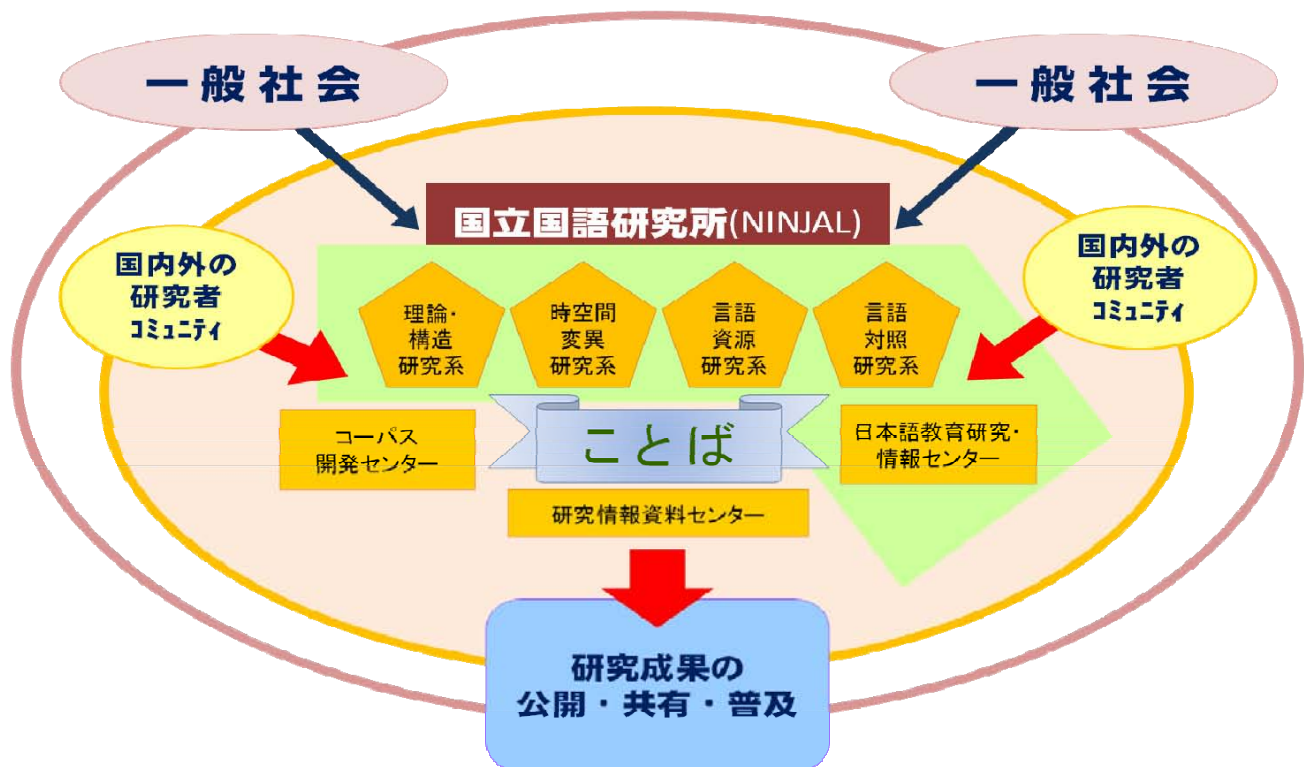 一般社会
一般社会
国立国語研究所(NINJAL)
国内外の
研究者
コミュニティ
国内外の
研究者
コミュニティ
理論・
構造
研究系
時空間
変異
研究系
言語
資源
研究系
言語
対照
研究系
コーパス
開発センター
ことば
日本語教育研究・
情報センター
研究情報資料センター
研究成果の
公開・共有・普及